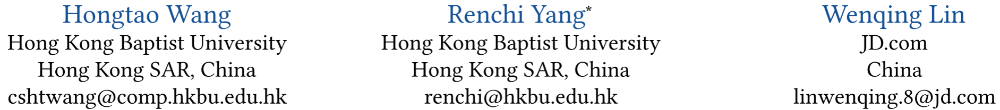 Hongtao Wang
Hong Kong Baptist University
Hong Kong SAR, China
cshtwang@comp.hkbu.edu.hk
Renchi Yang*
Hong Kong Baptist University
Hong Kong SAR, China
renchi@hkbu.edu.hk
Wenqing Lin
JD.com
China
linwenqing.8@jd.com